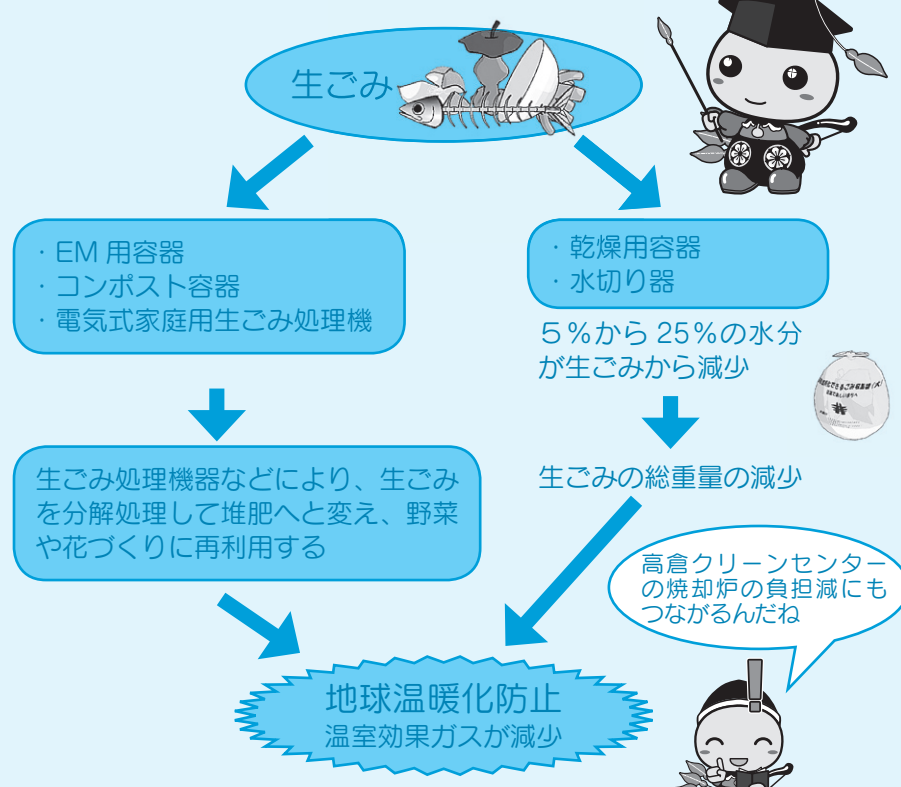 生ごみ
・EM 用容器
・コンポスト容器
・電気式家庭用生ごみ処理機
・乾燥用容器
・水切り器
5%から 25%の水分
が生ごみから減少
生ごみ処理機器などにより、生ごみ
を分解処理して堆肥へと変え、野菜
や花づくりに再利用する
生ごみの総重量の減少
高倉クリーンセンター
の焼却炉の負担減にも
つながるんだね
地球温暖化防止
温室効果ガスが減少